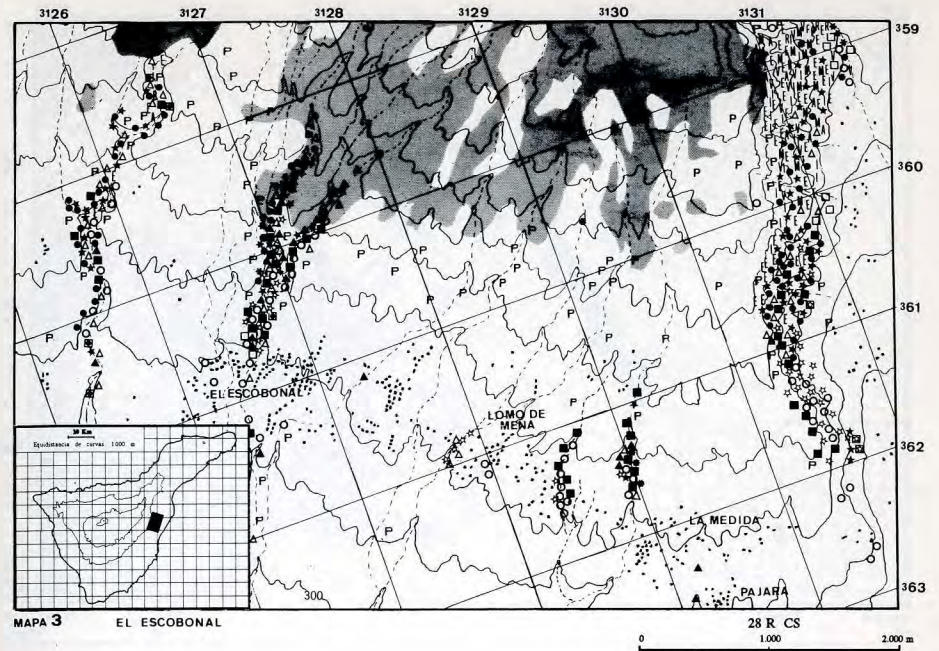 3126 3127 3128 3129 3130 3131
359
360
361
362
363
EL ESCOBONAL
LOMO DE
MENA
LA MEDIDA
PAJARA
300
10 Km
Equidistancia de curvas 1.000 m
MAPA 3 EL ESCOBONAL
28 R CS
0 1.000 2.000 m